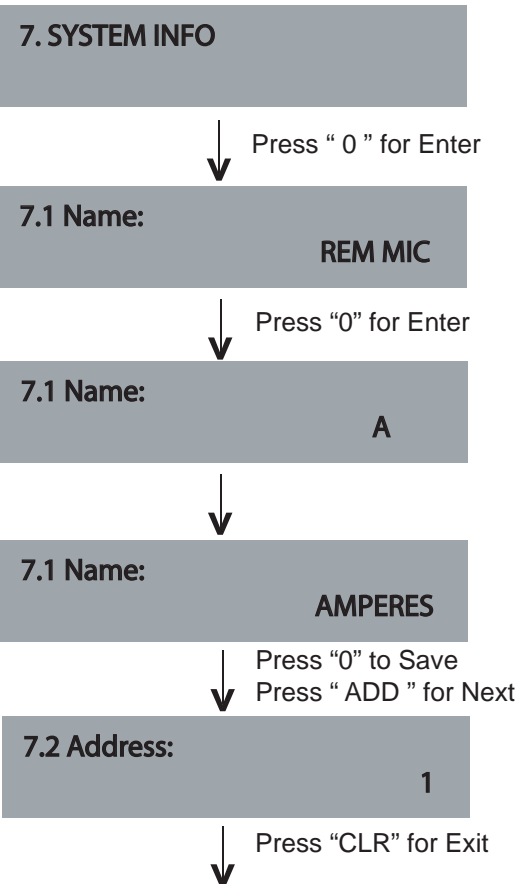 7. SYSTEM INFO
Press “ 0 ” for Enter
7.1 Name:
REM MIC
Press “0” for Enter
7.1 Name:
A
7.1 Name:
AMPERES
Press “0” to Save
Press “ ADD ” for Next
7.2 Address:
1
Press “CLR” for Exit